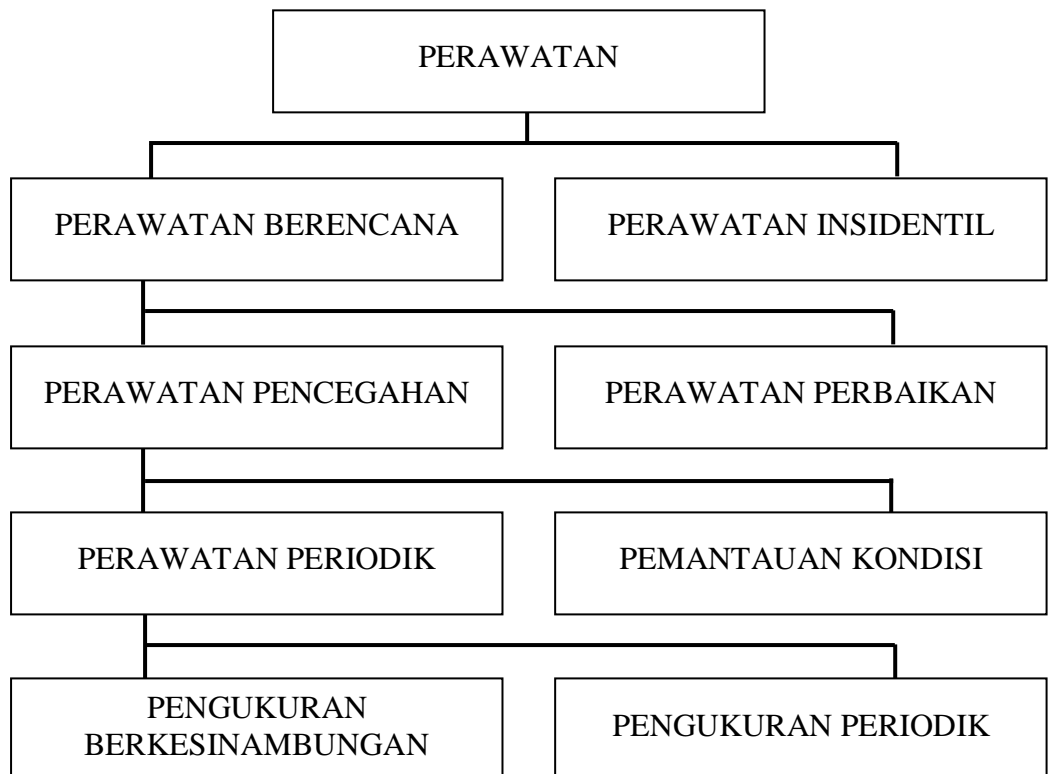 PERAWATAN
PERAWATAN BERENCANA
PERAWATAN INSIDENTIL
PERAWATAN PENCEGAHAN
PERAWATAN PERBAIKAN
PERAWATAN PERIODIK
PEMANTAUAN KONDISI
PENGUKURAN
BERKESINAMBUNGAN
PENGUKURAN PERIODIK